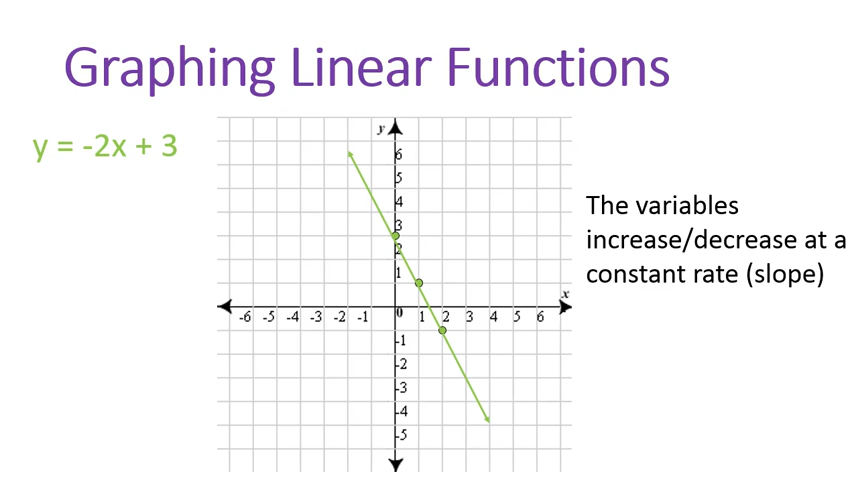 Graphing Linear Functions
y = -2x + 3
The variables
increase/decrease at a
constant rate (slope)
y
6
5
4
3
2
1
x
-6 -5 -4 -3 -2 -1 0 1 2 3 4 5 6
-1
-2
-3
-4
-5